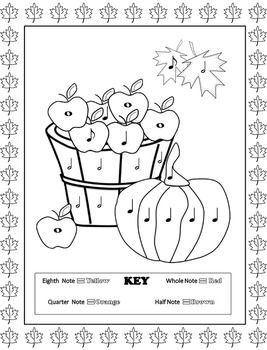 Eighth Note = Yellow KEY Whole Note = Red
Quarter Note = Orange Half Note = Brown